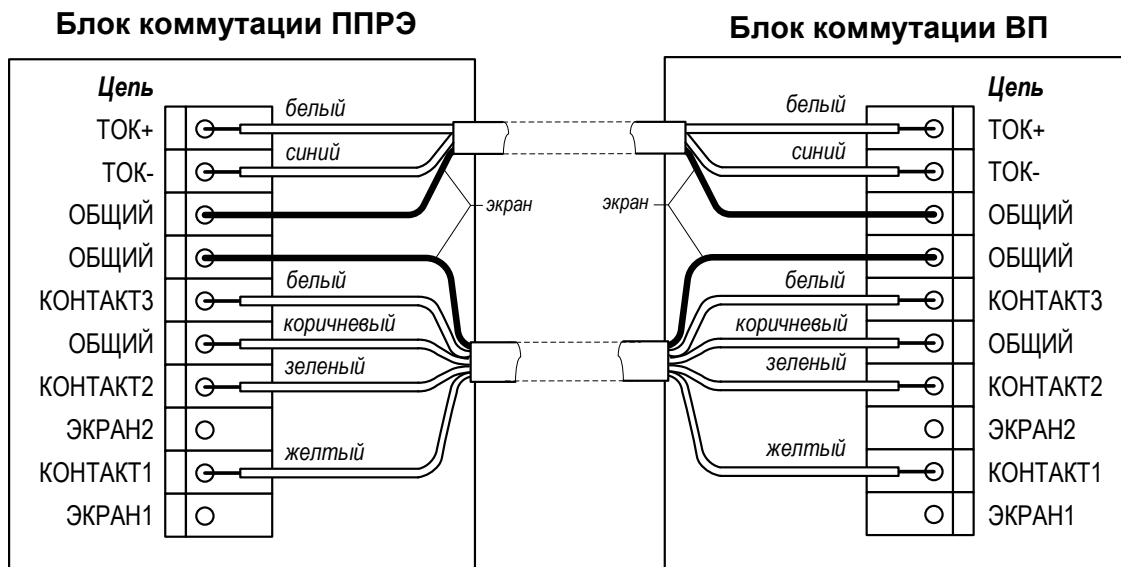 Блок коммутации ППРЭ
Блок коммутации ВП
Цепь
Цепь
ТОК+
белый
белый
ТОК+
ТОК-
синий
синий
ТОК-
ОБЩИЙ
экран
экран
ОБЩИЙ
ОБЩИЙ
ОБЩИЙ
КОНТАКТ3
белый
белый
КОНТАКТ3
ОБЩИЙ
коричневый
коричневый
ОБЩИЙ
КОНТАКТ2
зеленый
зеленый
КОНТАКТ2
ЭКРАН2
ЭКРАН2
КОНТАКТ1
желтый
желтый
КОНТАКТ1
ЭКРАН1
ЭКРАН1